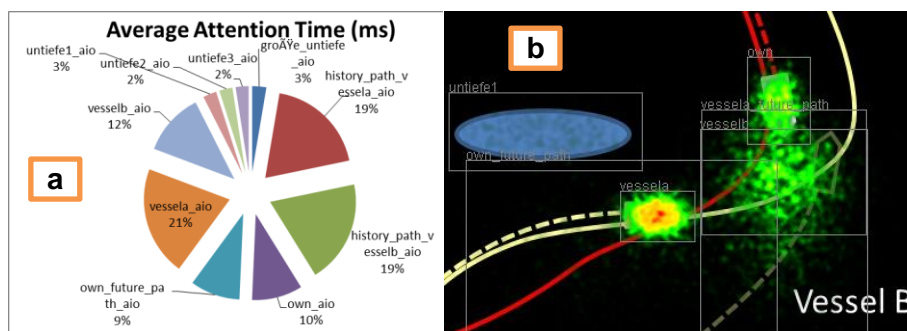 Average Attention Time (ms)
untiefe1_aio
3%
untiefe2_aio
2%
untiefe3_aio
2%
groÃŸe_untiefe
_aio
3%
history_path_v
essela_aio
19%
vesselb_aio
12%
a
vessela_aio
21%
history_path_v
esselb_aio
19%
own_future_pa
th_aio
9%
own_aio
10%
b
own
untiefe1
vessela_future_path
vesselb
own_future_path
vessela
Vessel B